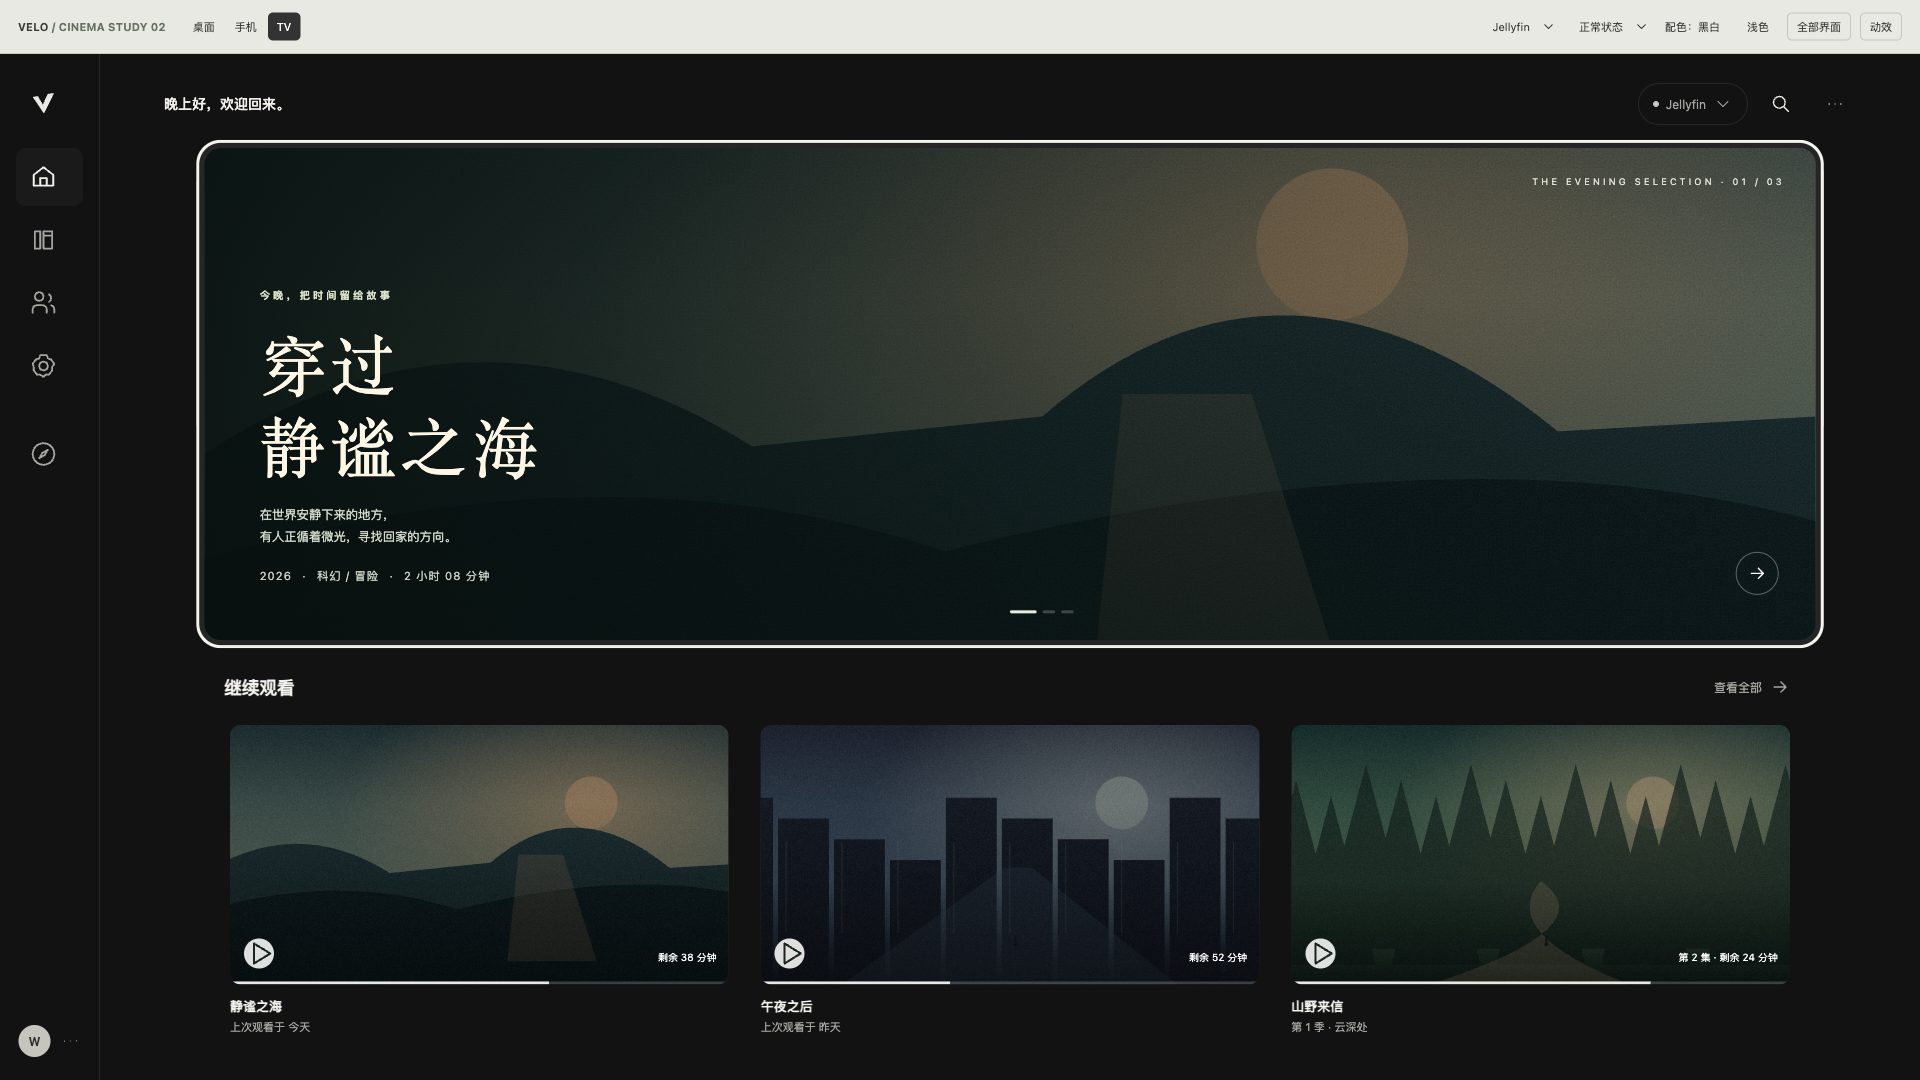 VELO / CINEMA STUDY 02
桌面
手机
TV
Jellyfin
正常状态
配色：黑白
浅色
全部界面
动效
晚上好，欢迎回来。
Jellyfin
THE EVENING SELECTION · 01 / 03
今晚，把时间留给故事
穿过
静谧之海
在世界安静下来的地方，
有人正循着微光，寻找回家的方向。
2026 · 科幻 / 冒险 · 2 小时 08 分钟
继续观看
查看全部
剩余 38 分钟
剩余 52 分钟
第 2 集 · 剩余 24 分钟
静谧之海
上次观看于 今天
午夜之后
上次观看于 昨天
山野来信
第 1 季 · 云深处
W